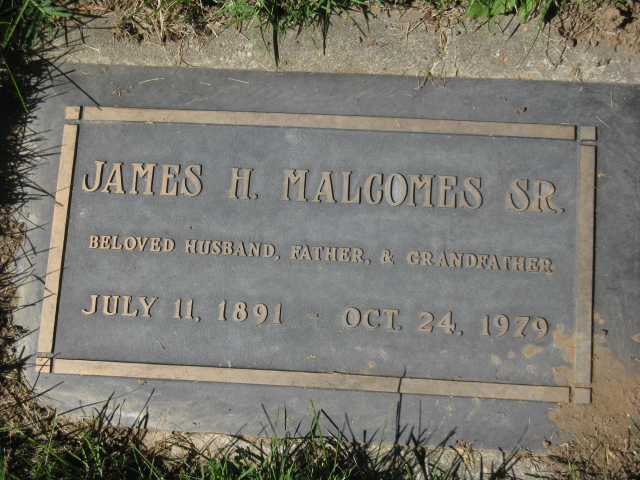 JAMES H. MALCOMES SR.
BELOVED HUSBAND, FATHER, & GRANDFATHER
JULY 11, 1891 - OCT. 24, 1979